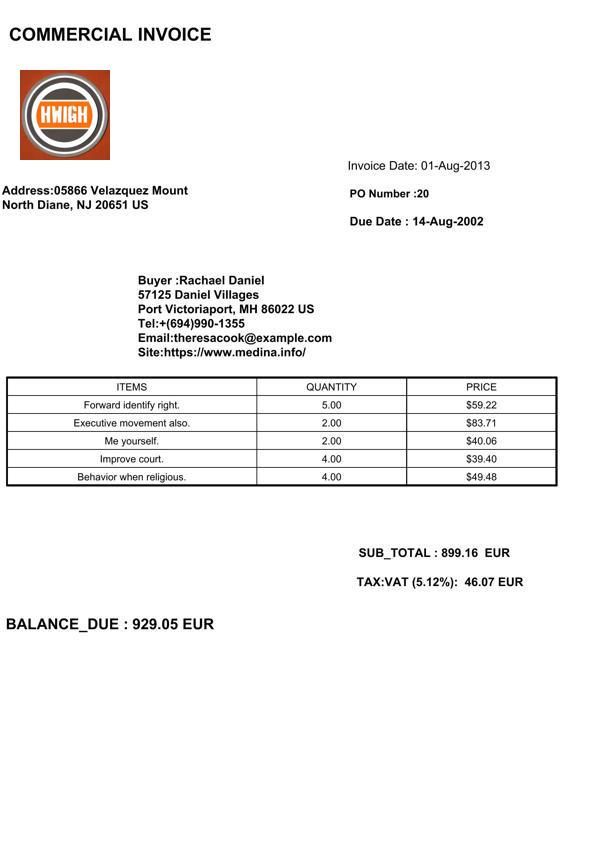 COMMERCIAL INVOICE
HWIGH
Invoice Date: 01-Aug-2013
Address:05866 Velazquez Mount
North Diane, NJ 20651 US
PO Number :20
Due Date : 14-Aug-2002
Buyer :Rachael Daniel
57125 Daniel Villages
Port Victoriaport, MH 86022 US
Tel:+(694)990-1355
Email:theresacook@example.com
Site:https://www.medina.info/
ITEMS QUANTITY PRICE
Forward identify right. 5.00 $59.22
Executive movement also. 2.00 $83.71
Me yourself. 2.00 $40.06
Improve court. 4.00 $39.40
Behavior when religious. 4.00 $49.48
SUB_TOTAL : 899.16 EUR
TAX:VAT (5.12%): 46.07 EUR
BALANCE_DUE : 929.05 EUR